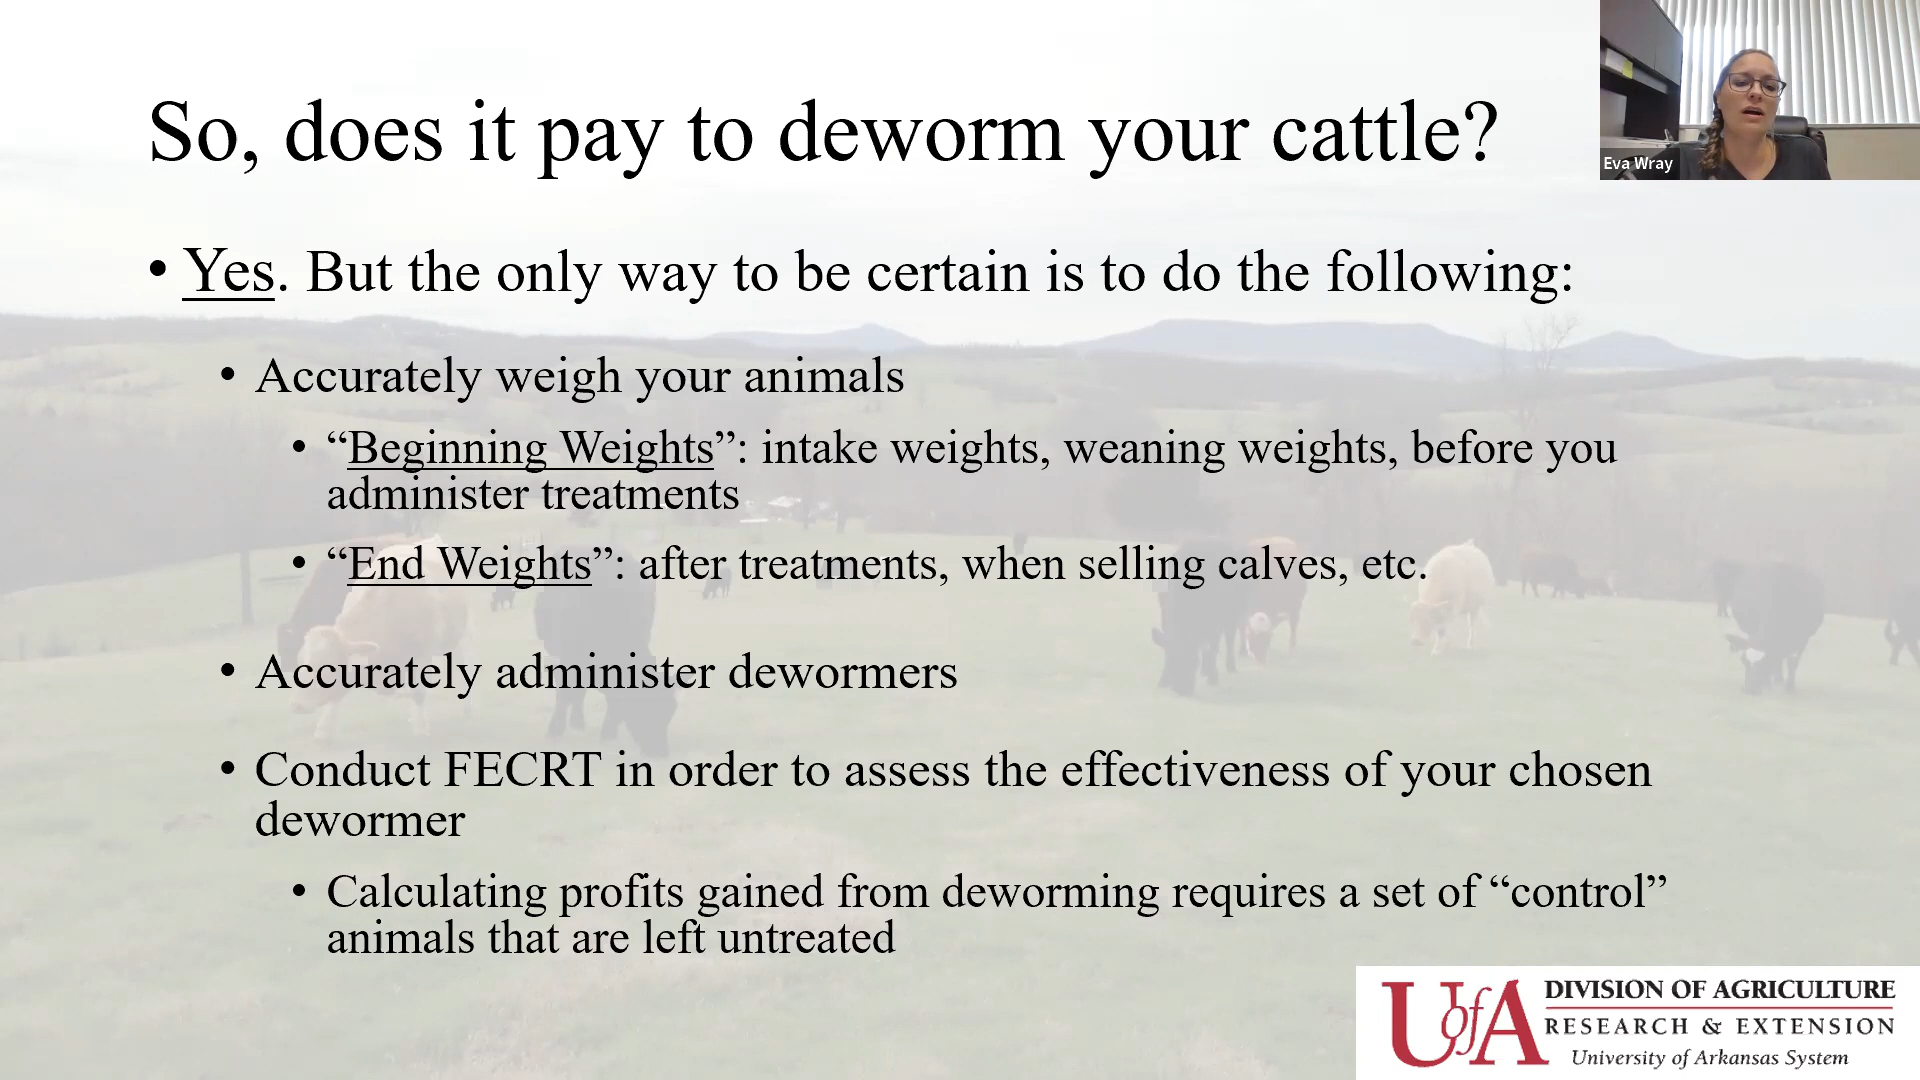 So, does it pay to deworm your cattle?
Eva Wray
• Yes. But the only way to be certain is to do the following:
• Accurately weigh your animals
• “Beginning Weights”: intake weights, weaning weights, before you
administer treatments
• “End Weights”: after treatments, when selling calves, etc.
• Accurately administer dewormers
• Conduct FECRT in order to assess the effectiveness of your chosen
dewormer
• Calculating profits gained from deworming requires a set of “control”
animals that are left untreated
UofA
DIVISION OF AGRICULTURE
RESEARCH & EXTENSION
University of Arkansas System